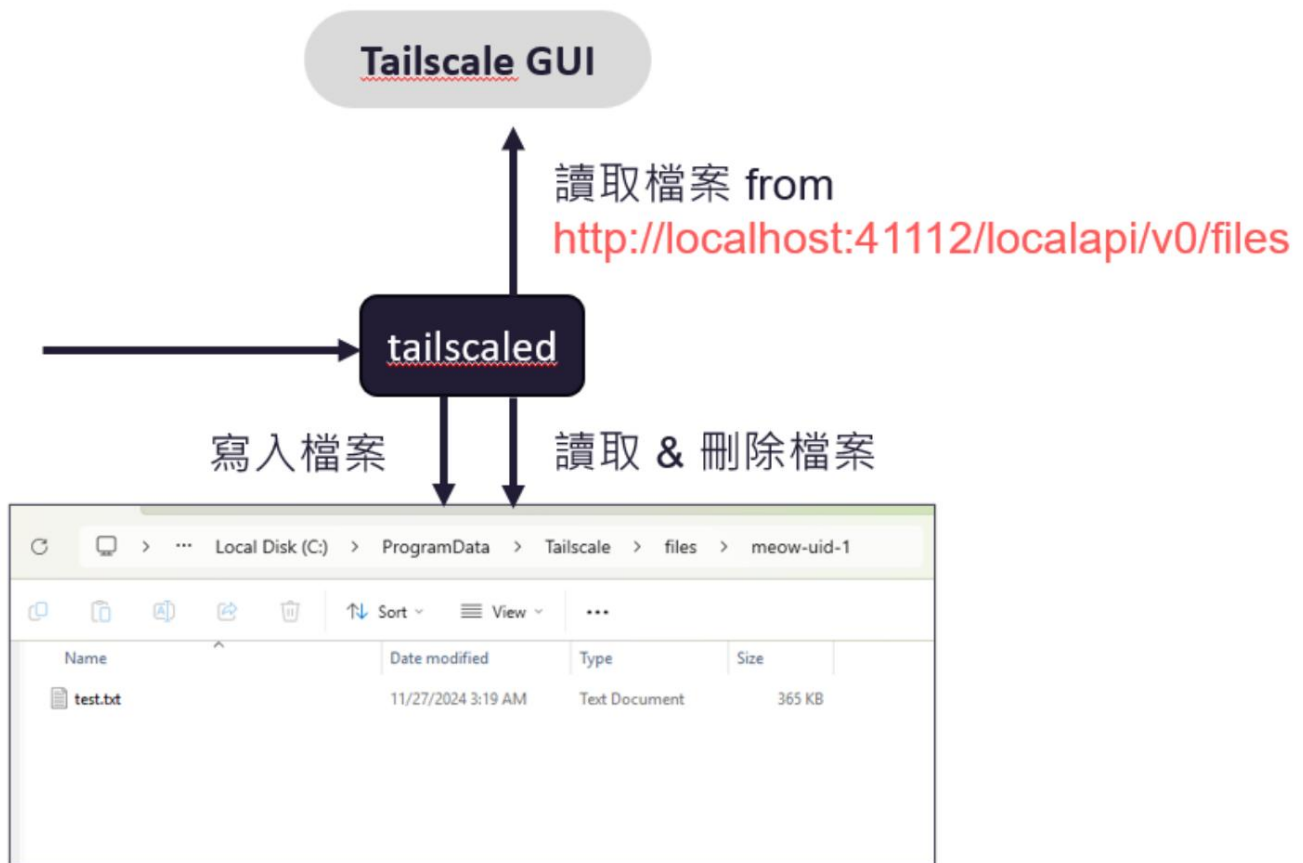 Tailscale GUI
讀取檔案 from
http://localhost:41112/localapi/v0/files
tailscaled
寫入檔案
讀取 & 刪除檔案
Local Disk (C:) > ProgramData > Tailscale > files > meow-uid-1
Sort View
Name Date modified Type Size
test.txt 11/27/2024 3:19 AM Text Document 365 KB